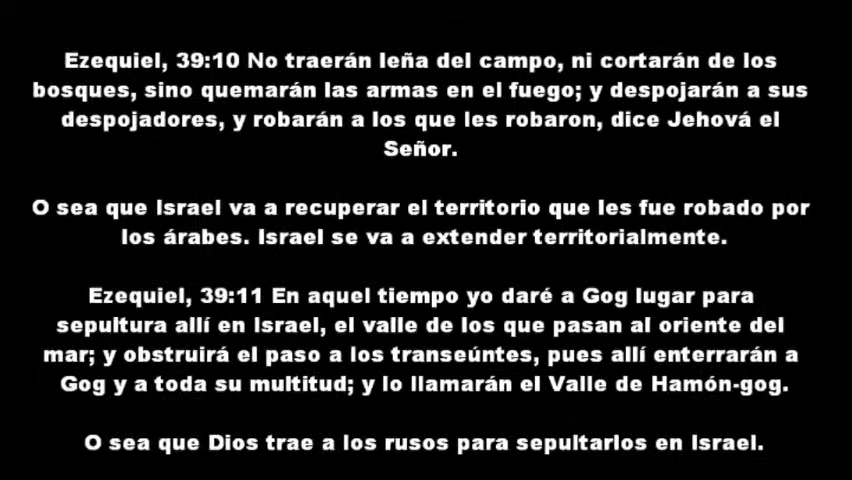 Ezequiel, 39:10 No traerán leña del campo, ni cortarán de los
bosques, sino quemarán las armas en el fuego; y despojarán a sus
despojadores, y robarán a los que les robaron, dice Jehová el
Señor.
O sea que Israel va a recuperar el territorio que les fue robado por
los árabes. Israel se va a extender territorialmente.
Ezequiel, 39:11 En aquel tiempo yo daré a Gog lugar para
sepultura allí en Israel, el valle de los que pasan al oriente del
mar; y obstruirá el paso a los transeúntes, pues allí enterrarán a
Gog y a toda su multitud; y lo llamarán el Valle de Hamón-gog.
O sea que Dios trae a los rusos para sepultarlos en Israel.